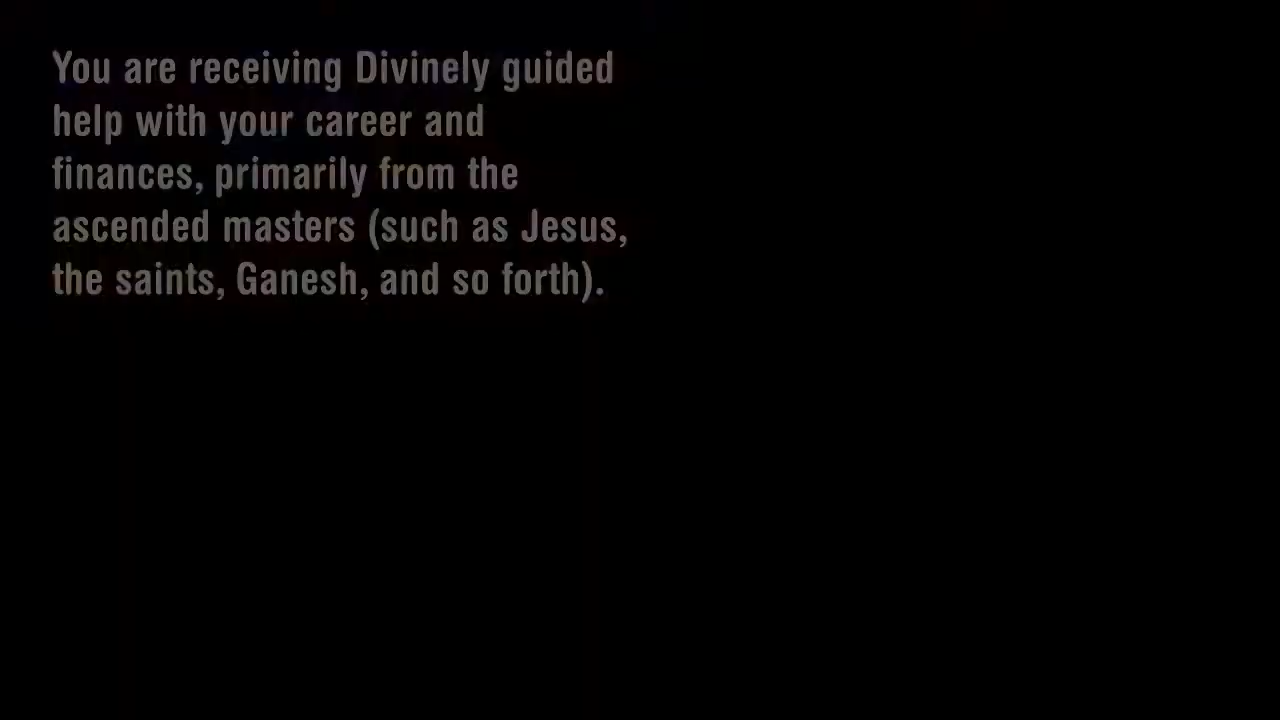 You are receiving Divinely guided
help with your career and
finances, primarily from the
ascended masters (such as Jesus,
the saints, Ganesh, and so forth).